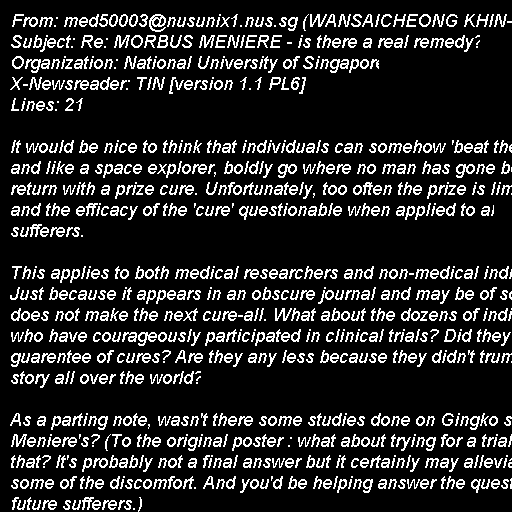 From: med50003@nusunix1.nus.sg (WANSAICHEONG KHIN-
Subject: Re: MORBUS MENIERE - is there a real remedy?
Organization: National University of Singapore
X-Newsreader: TIN [version 1.1 PL6]
Lines: 21

It would be nice to think that individuals can somehow 'beat the
and like a space explorer, boldly go where no man has gone b
return with a prize cure. Unfortunately, too often the prize is lim
and the efficacy of the 'cure' questionable when applied to al
sufferers.

This applies to both medical researchers and non-medical indi
Just because it appears in an obscure journal and may be of so
does not make the next cure-all. What about the dozens of indi
who have courageously participated in clinical trials? Did they
guarentee of cures? Are they any less because they didn't trum
story all over the world?

As a parting note, wasn't there some studies done on Gingko s
Meniere's? (To the original poster : what about trying for a trial
that? It's probably not a final answer but it certainly may allevia
some of the discomfort. And you'd be helping answer the quest
future sufferers.)